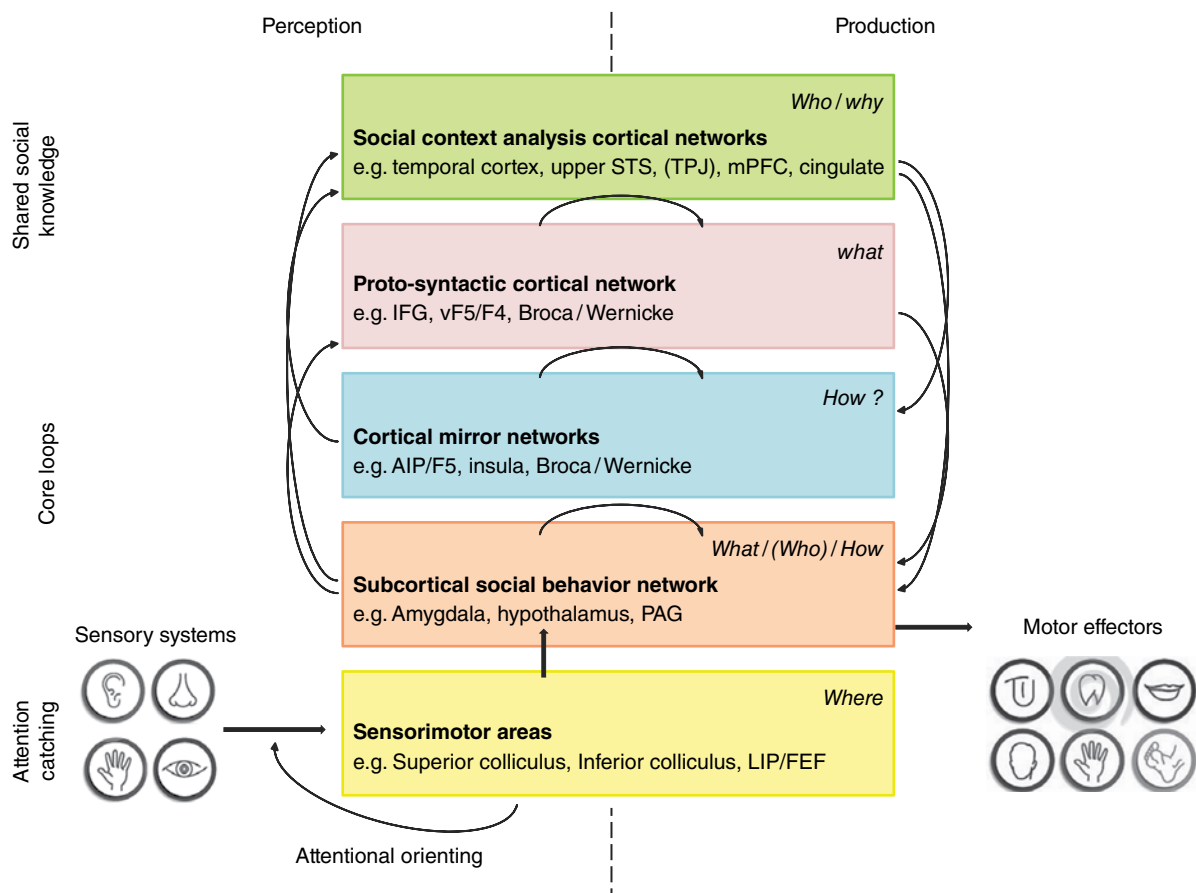 Perception
Production
Shared social
knowledge
Who / why
Social context analysis cortical networks
e.g. temporal cortex, upper STS, (TPJ), mPFC, cingulate
what
Proto-syntactic cortical network
e.g. IFG, vF5/F4, Broca / Wernicke
Core loops
How ?
Cortical mirror networks
e.g. AIP/F5, insula, Broca / Wernicke
What / (Who) / How
Subcortical social behavior network
e.g. Amygdala, hypothalamus, PAG
Sensory systems
Motor effectors
Attention
catching
Where
Sensorimotor areas
e.g. Superior colliculus, Inferior colliculus, LIP/FEF
Attentional orienting